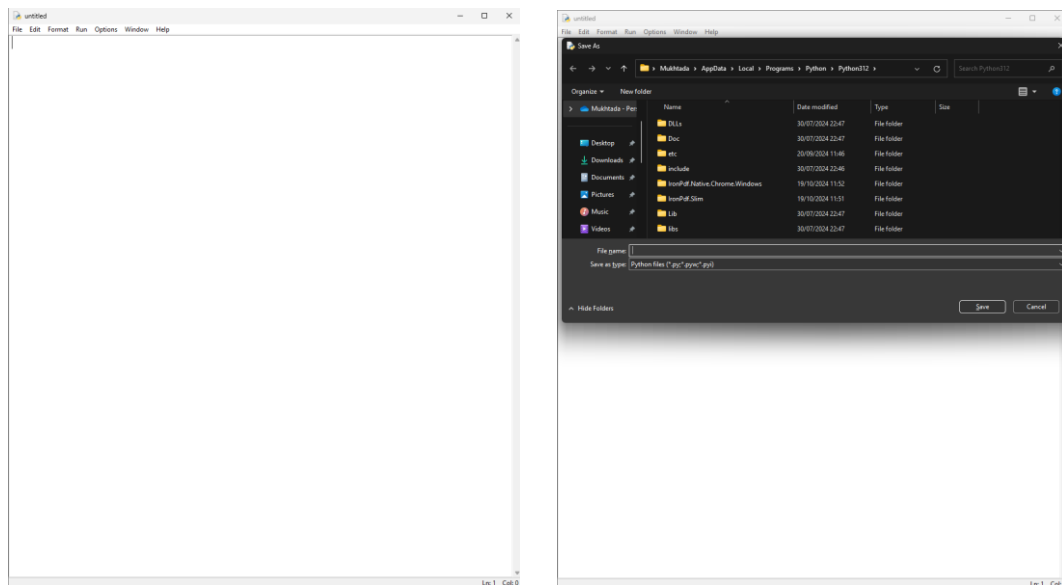 untitled
File Edit Format Run Options Window Help
Ln: 1 Col: 0
untitled
File Edit Format Run Options Window Help
Save As
Mukhtada > AppData > Local > Programs > Python > Python312 >
Search Python312
Organize New folder
Mukhtada - Per
Desktop
Downloads
Documents
Pictures
Music
Videos
Name Date modified Type Size
DLLs 30/07/2024 22:47 File folder
Doc 30/07/2024 22:47 File folder
etc 20/09/2024 11:46 File folder
include 30/07/2024 22:46 File folder
IronPdf.Native.Chrome.Windows 19/10/2024 11:52 File folder
IronPdf.Slim 19/10/2024 11:51 File folder
Lib 30/07/2024 22:47 File folder
libs 30/07/2024 22:47 File folder
File name:
Save as type: Python files (*.py;*.pyw;*.pyi)
Hide Folders
Save Cancel
Ln: 1 Col: